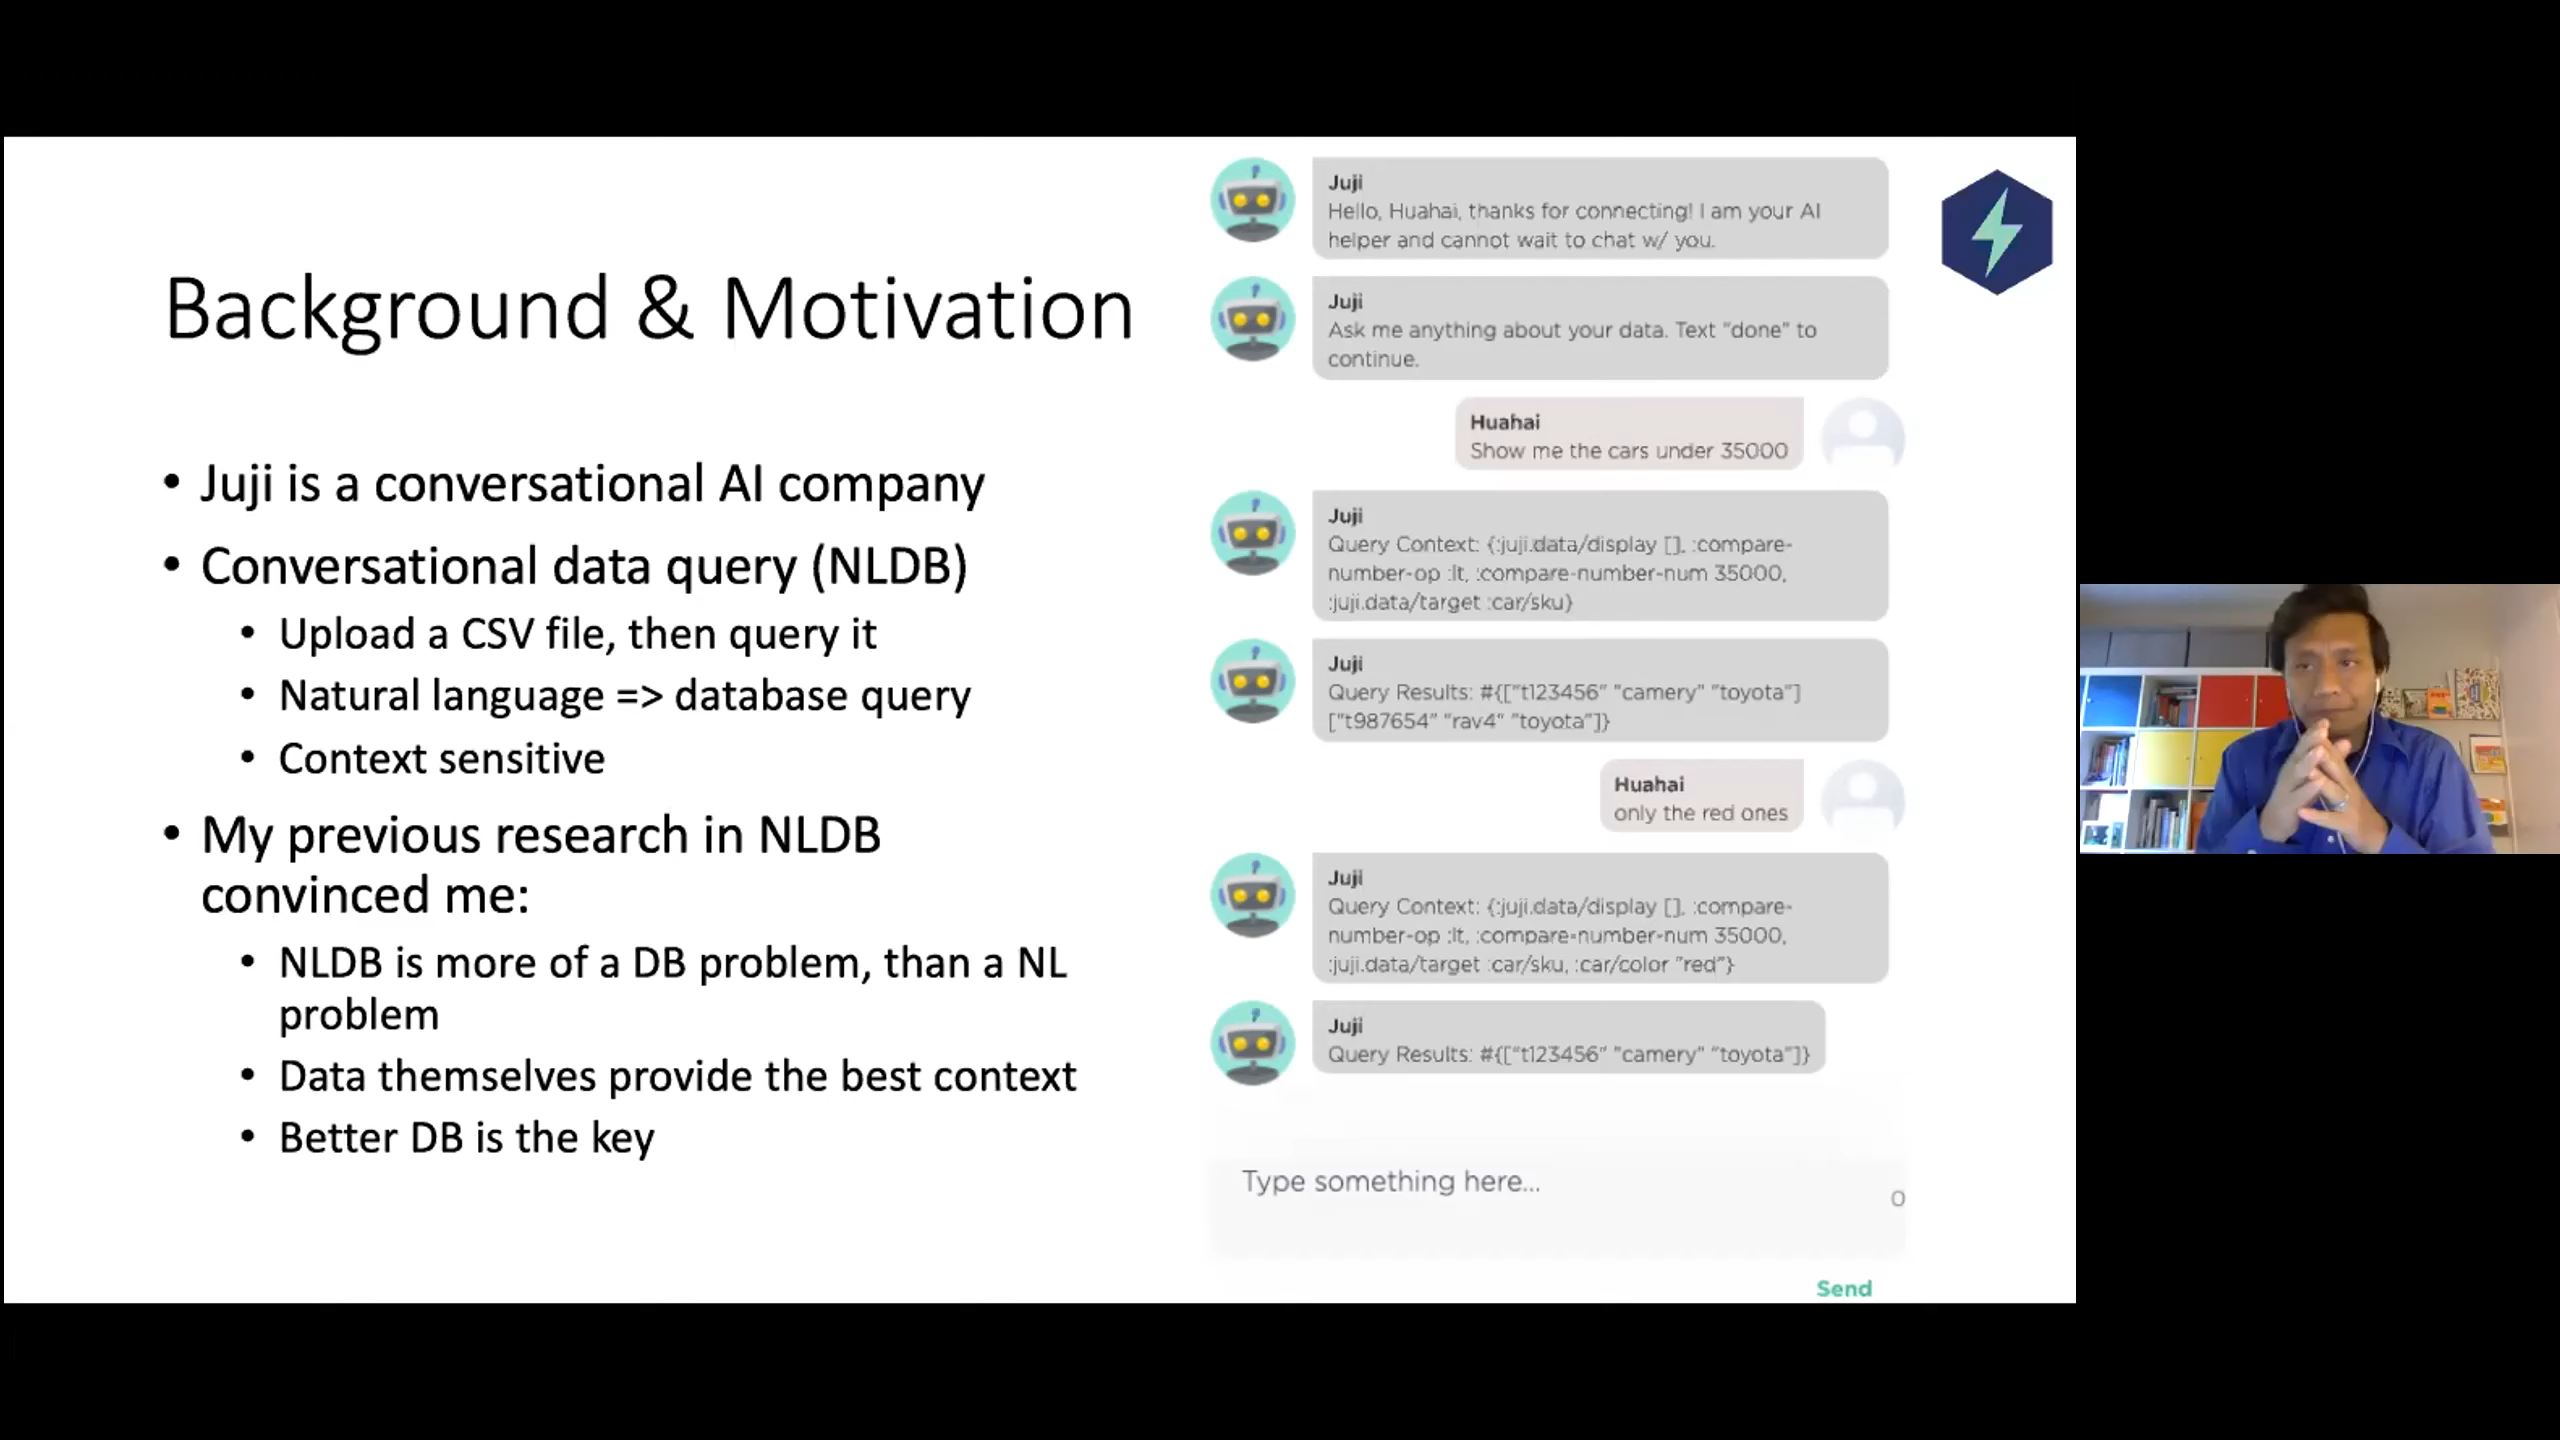 Background & Motivation
• Juji is a conversational AI company
• Conversational data query (NLDB)
• Upload a CSV file, then query it
• Natural language => database query
• Context sensitive
• My previous research in NLDB
convinced me:
• NLDB is more of a DB problem, than a NL
problem
• Data themselves provide the best context
• Better DB is the key
Juji
Hello, Huahai, thanks for connecting! I am your AI
helper and cannot wait to chat w/ you.
Juji
Ask me anything about your data. Text "done" to
continue.
Huahai
Show me the cars under 35000
Juji
Query Context: {:juji.data/display [], :compare-
number-op :lt, :compare-number-num 35000,
:juji.data/target :car/sku}
Juji
Query Results: #{["t123456" "camery" "toyota"]
["t987654" "rav4" "toyota"]}
Huahai
only the red ones
Juji
Query Context: {:juji.data/display [], :compare-
number-op :lt, :compare-number-num 35000,
:juji.data/target :car/sku, :car/color "red"}
Juji
Query Results: #{["t123456" "camery" "toyota"]}
Type something here...
0
Send